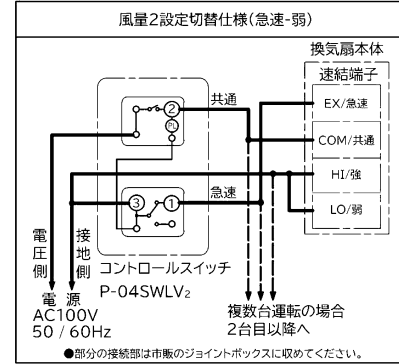 風量2設定切替仕様(急速-弱)
換気扇本体
速結端子
EX/急速
COM/共通
HI/強
LO/弱
共通
2
PL
急速
3
1
電圧側
接地側
コントロールスイッチ
P-04SWLV2
電 源
AC100V
50 / 60Hz
複数台運転の場合
2台目以降へ
●部分の接続部は市販のジョイントボックスに収めてください。